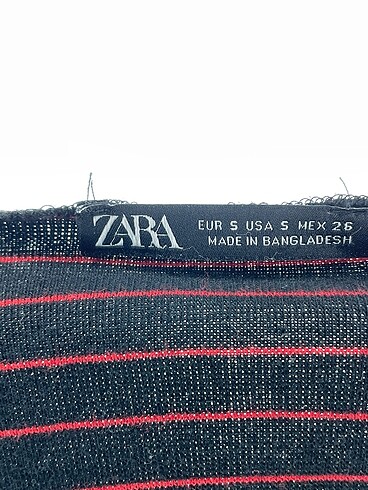 ZARA
EUR S USA S MEX 26
MADE IN BANGLADESH